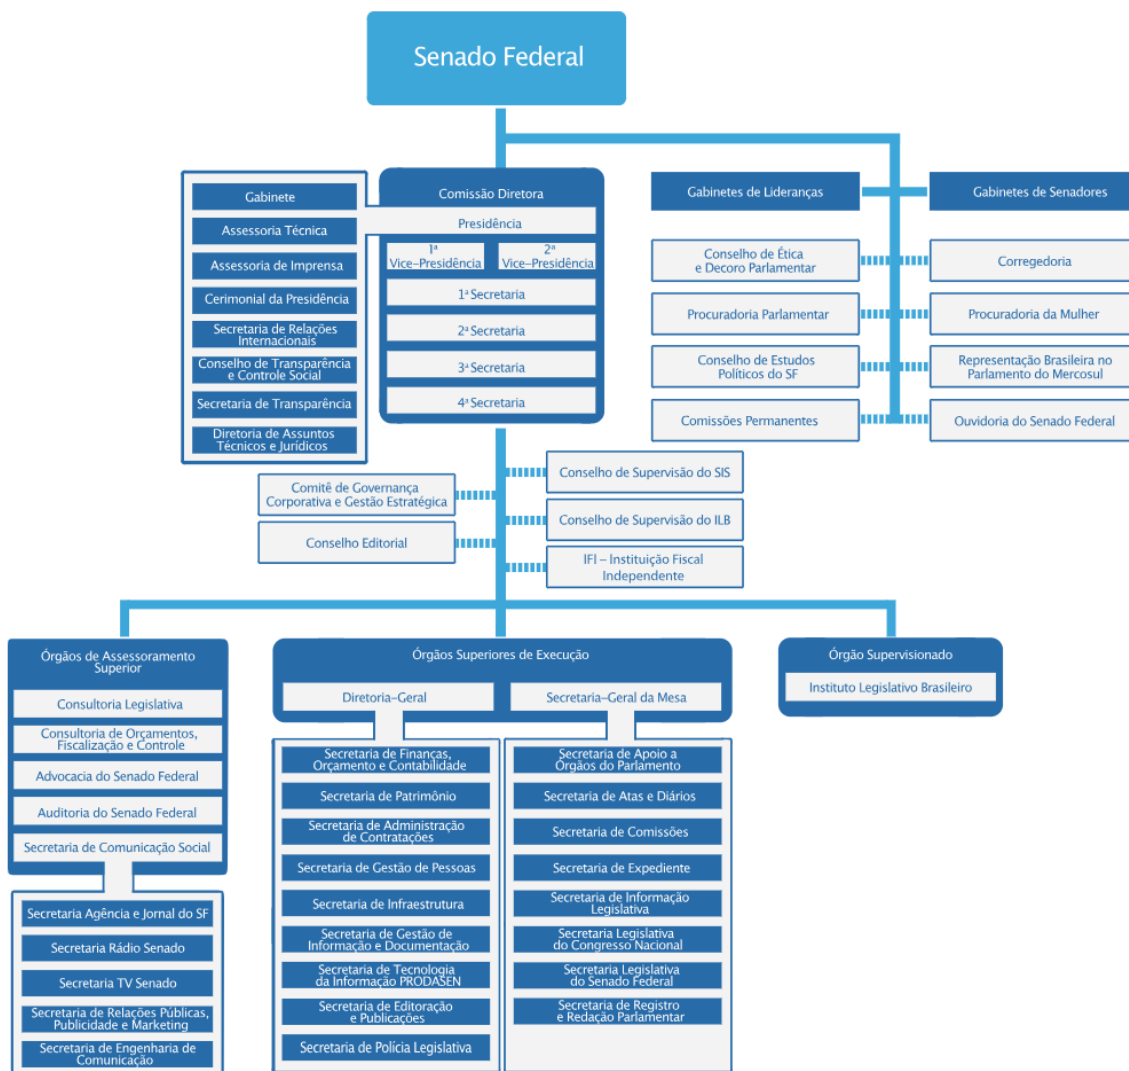 Senado Federal
Gabinete
Assessoria Técnica
Assessoria de Imprensa
Cerimonial da Presidência
Secretaria de Relações
Internacionais
Conselho de Transparência
e Controle Social
Secretaria de Transparência
Diretoria de Assuntos
Técnicos e Jurídicos
Comissão Diretora
Presidência
1ª
Vice-Presidência
2ª
Vice-Presidência
1ª Secretaria
2ª Secretaria
3ª Secretaria
4ª Secretaria
Gabinetes de Lideranças
Gabinetes de Senadores
Conselho de Ética
e Decoro Parlamentar
Corregedoria
Procuradoria Parlamentar
Procuradoria da Mulher
Conselho de Estudos
Políticos do SF
Representação Brasileira no
Parlamento do Mercosul
Comissões Permanentes
Ouvidoria do Senado Federal
Comitê de Governança
Corporativa e Gestão Estratégica
Conselho Editorial
Conselho de Supervisão do SIS
Conselho de Supervisão do ILB
IFI – Instituição Fiscal
Independente
Órgãos de Assessoramento
Superior
Consultoria Legislativa
Consultoria de Orçamentos,
Fiscalização e Controle
Advocacia do Senado Federal
Auditoria do Senado Federal
Secretaria de Comunicação Social
Secretaria Agência e Jornal do SF
Secretaria Rádio Senado
Secretaria TV Senado
Secretaria de Relações Públicas,
Publicidade e Marketing
Secretaria de Engenharia de
Comunicação
Órgãos Superiores de Execução
Diretoria-Geral
Secretaria-Geral da Mesa
Secretaria de Finanças,
Orçamento e Contabilidade
Secretaria de Patrimônio
Secretaria de Administração
de Contratações
Secretaria de Gestão de Pessoas
Secretaria de Infraestrutura
Secretaria de Gestão de
Informação e Documentação
Secretaria de Tecnologia
da Informação PRODASEN
Secretaria de Editoração
e Publicações
Secretaria de Polícia Legislativa
Secretaria de Apoio a
Órgãos do Parlamento
Secretaria de Atas e Diários
Secretaria de Comissões
Secretaria de Expediente
Secretaria de Informação
Legislativa
Secretaria Legislativa
do Congresso Nacional
Secretaria Legislativa
do Senado Federal
Secretaria de Registro
e Redação Parlamentar
Órgão Supervisionado
Instituto Legislativo Brasileiro